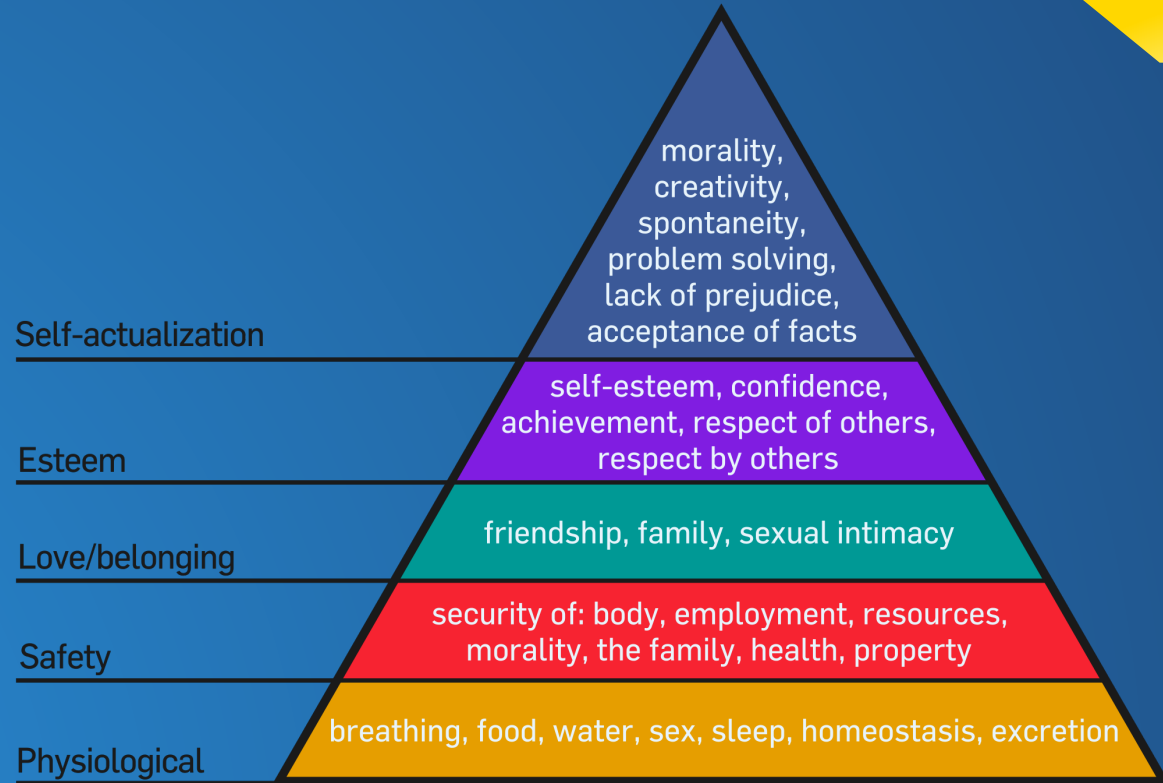 morality,
creativity,
spontaneity,
problem solving,
lack of prejudice,
acceptance of facts
Self-actualization
self-esteem, confidence,
achievement, respect of others,
respect by others
Esteem
friendship, family, sexual intimacy
Love/belonging
security of: body, employment, resources,
morality, the family, health, property
Safety
breathing, food, water, sex, sleep, homeostasis, excretion
Physiological